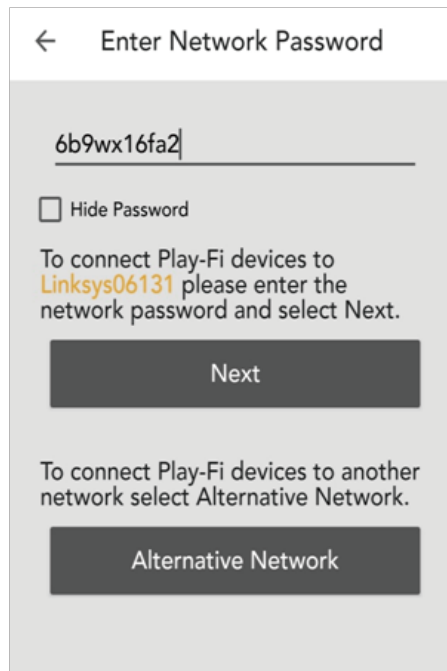 Enter Network Password
6b9wx16fa2
Hide Password
To connect Play-Fi devices to
Linksys06131 please enter the
network password and select Next.
Next
To connect Play-Fi devices to another
network select Alternative Network.
Alternative Network